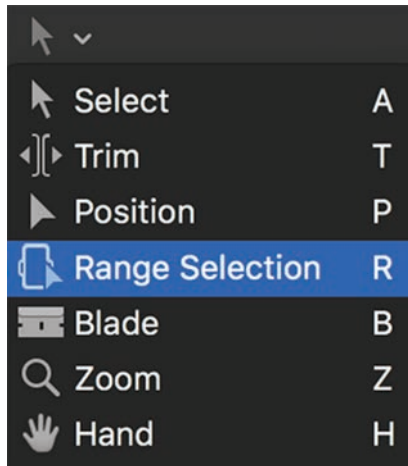 Select A
Trim T
Position P
Range Selection R
Blade B
Zoom Z
Hand H